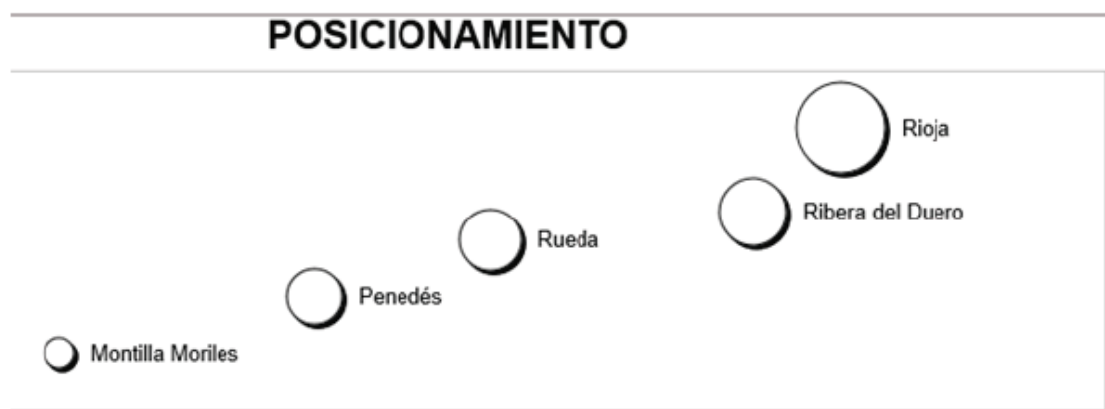 POSICIONAMIENTO
Rioja
Ribera del Duero
Rueda
Penedés
Montilla Moriles